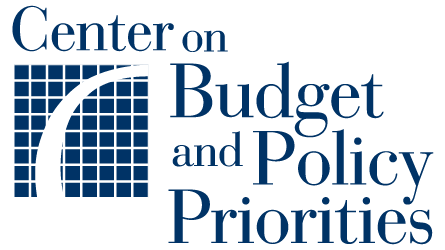 Center on
Budget
and Policy
Priorities